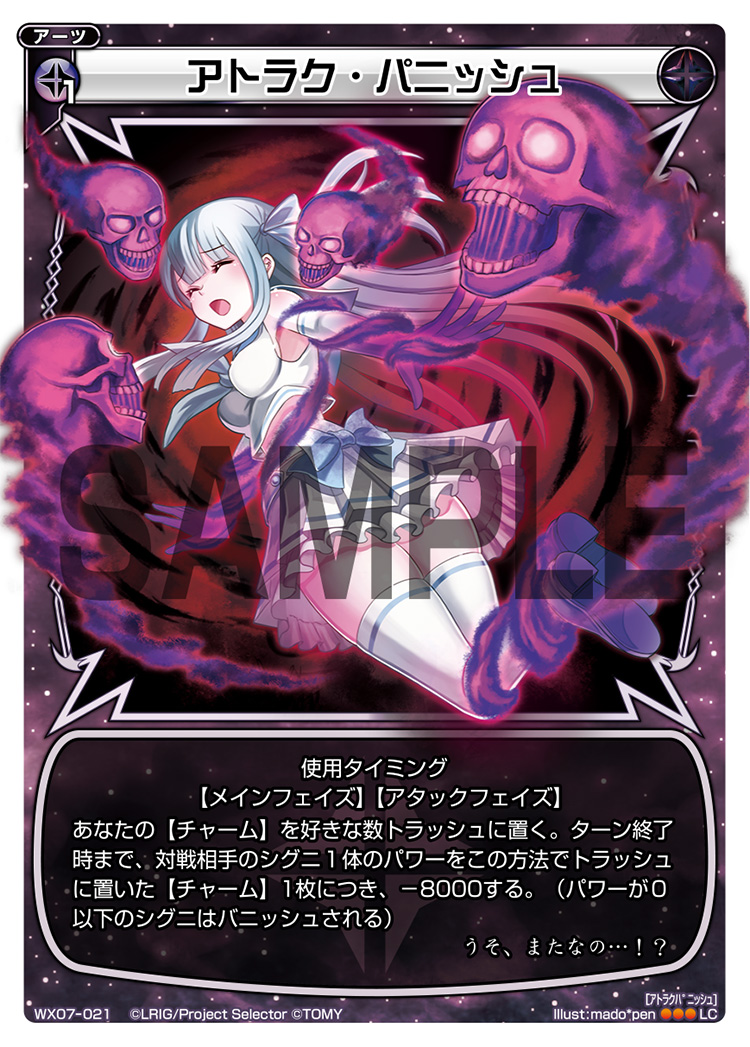 アーツ
アトラク・パニッシュ
1
SAMPLE
使用タイミング
【メインフェイズ】【アタックフェイズ】
あなたの【チャーム】を好きな数トラッシュに置く。ターン終了
時まで、対戦相手のシグニ1体のパワーをこの方法でトラッシュ
に置いた【チャーム】1枚につき、－8000する。（パワーが0
以下のシグニはバニッシュされる）
うそ、またなの…！？
[アトラクパニッシュ]
WX07-021 ©LRIG/Project Selector ©TOMY Illust:mado*pen LC